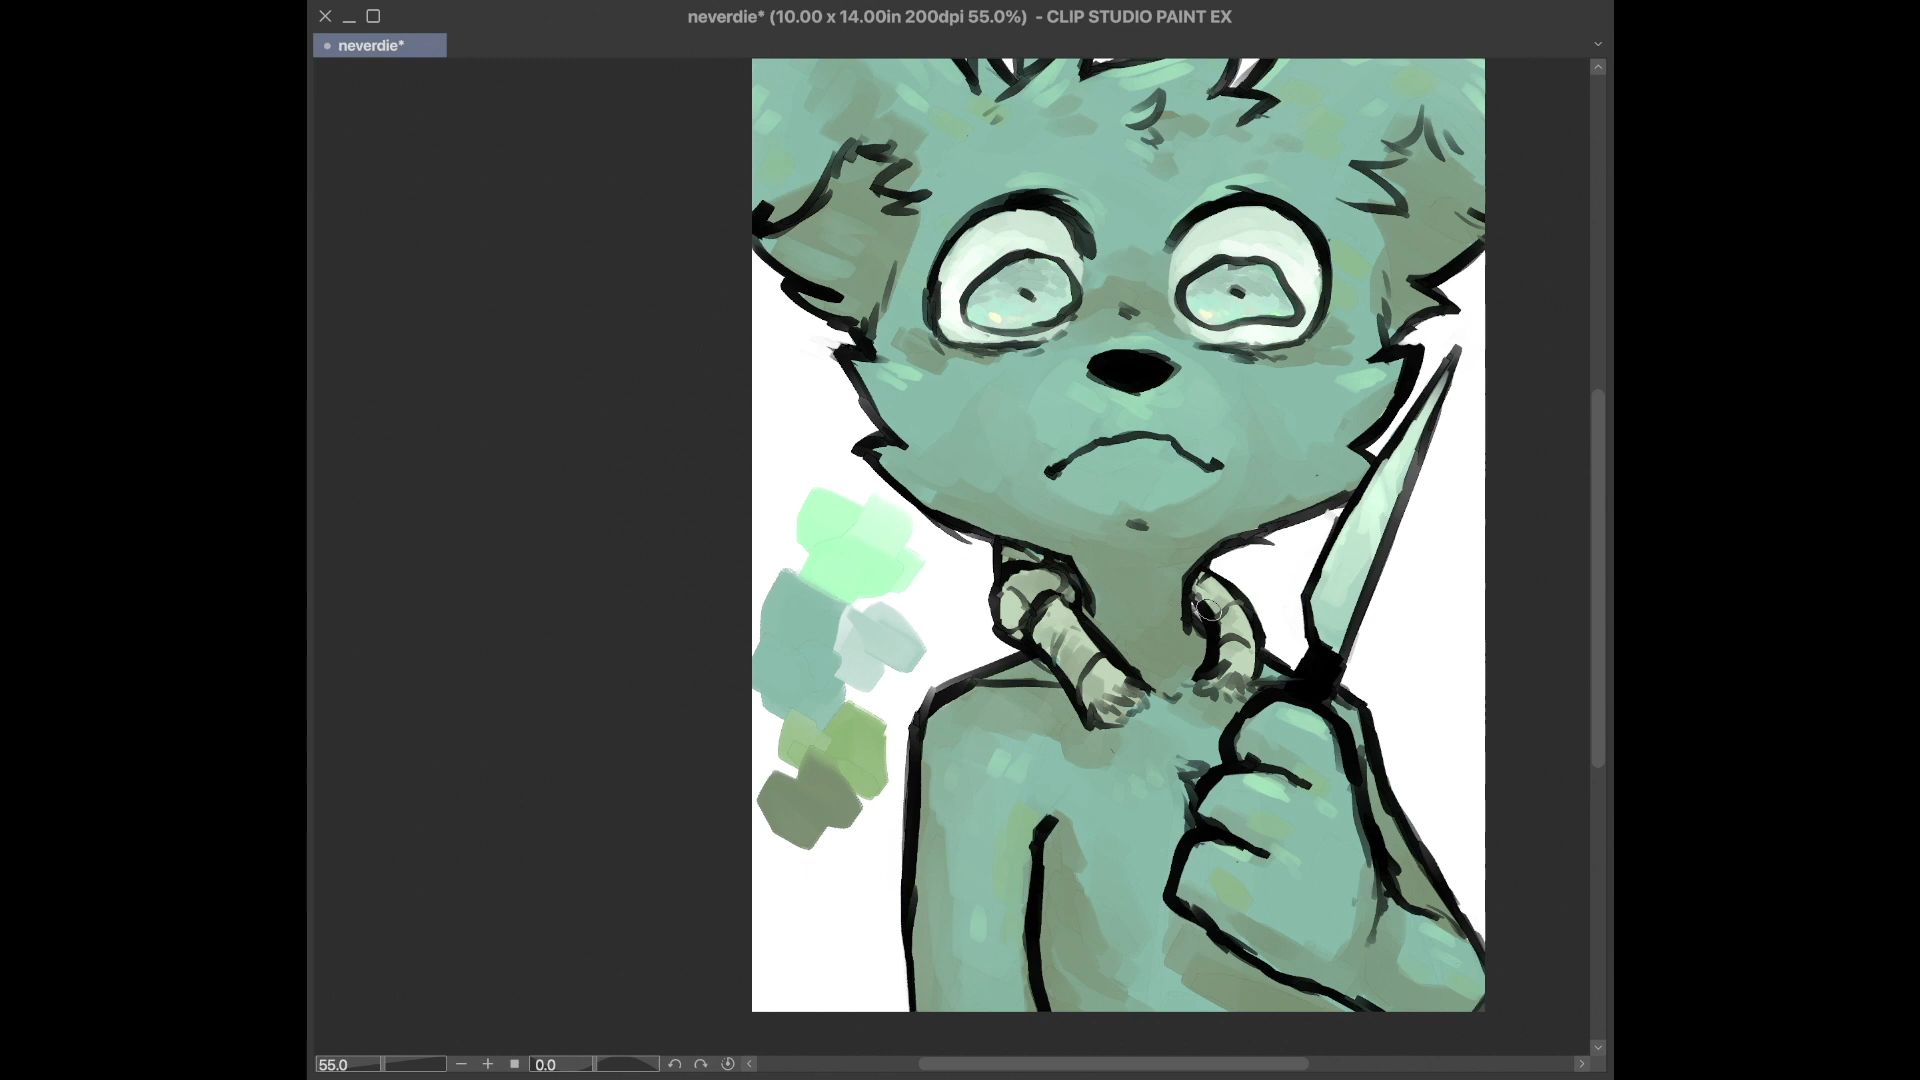 neverdie* (10.00 x 14.00in 200dpi 55.0%) - CLIP STUDIO PAINT EX
neverdie*
55.0
0.0